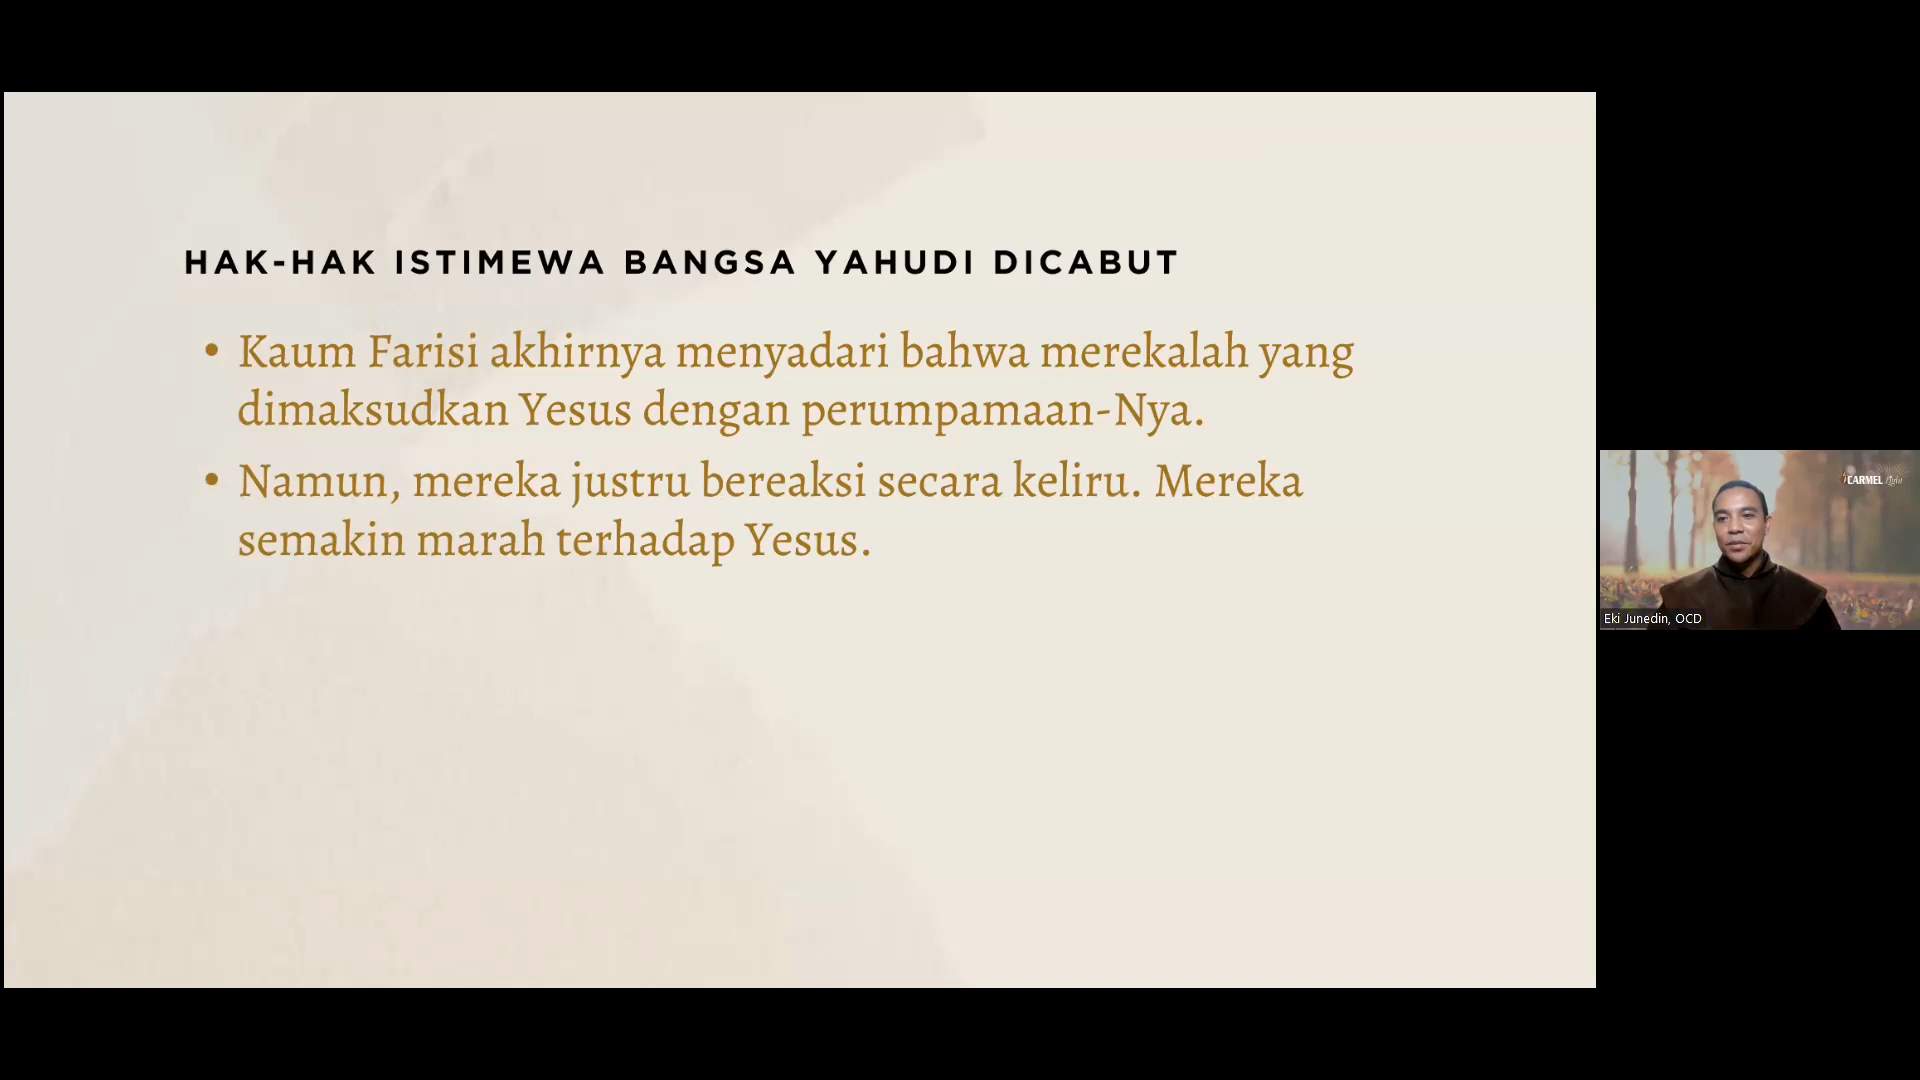 HAK-HAK ISTIMEWA BANGSA YAHUDI DICABUT
• Kaum Farisi akhirnya menyadari bahwa merekalah yang
dimaksudkan Yesus dengan perumpamaan-Nya.
• Namun, mereka justru bereaksi secara keliru. Mereka
semakin marah terhadap Yesus.
CARMEL Light
Eki Junedin, OCD